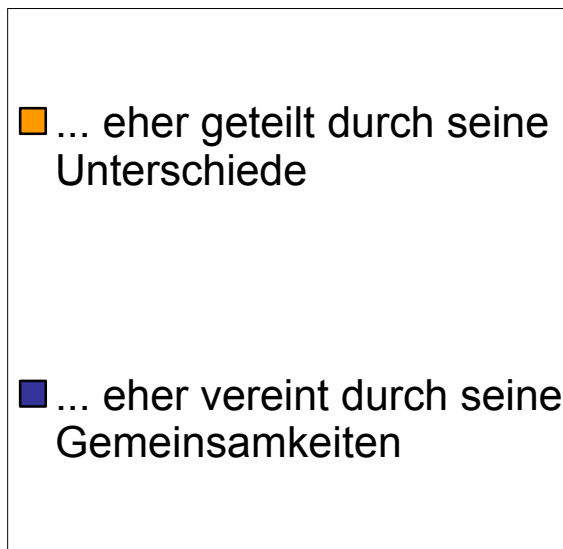 ... eher geteilt durch seine
Unterschiede
... eher vereint durch seine
Gemeinsamkeiten